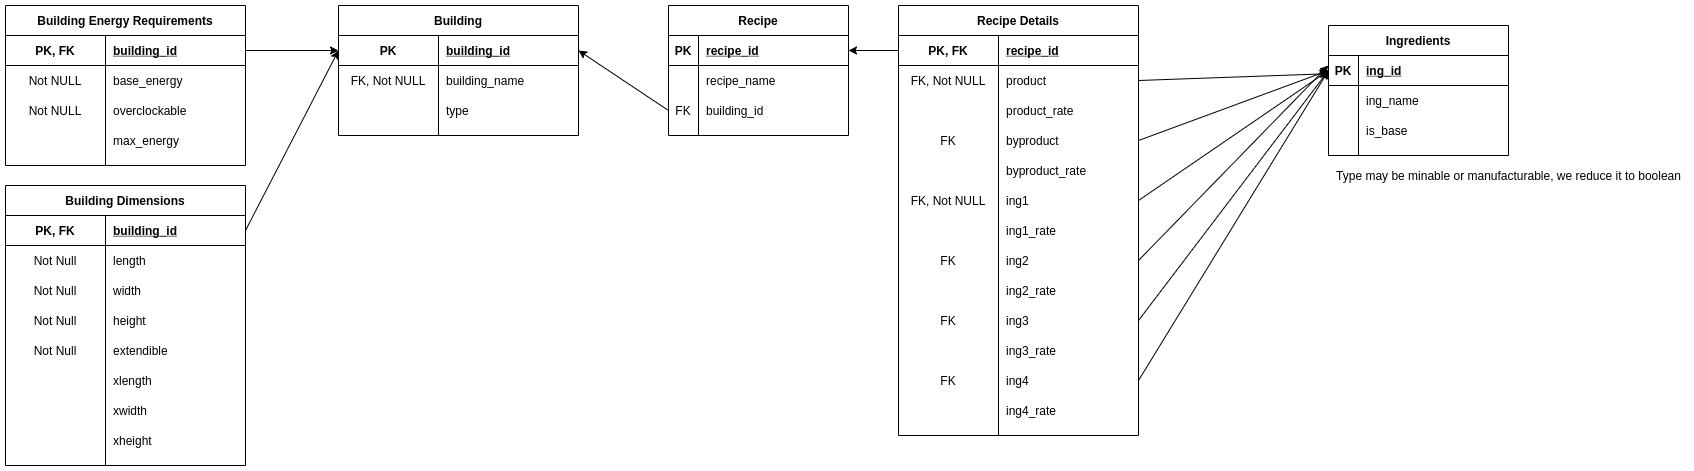 Building Energy Requirements
PK, FK building_id
Not NULL base_energy
Not NULL overclockable
max_energy
Building Dimensions
PK, FK building_id
Not Null length
Not Null width
Not Null height
Not Null extendible
xlength
xwidth
xheight
Building
PK building_id
FK, Not NULL building_name
type
Recipe
PK recipe_id
recipe_name
FK building_id
Recipe Details
PK, FK recipe_id
FK, Not NULL product
product_rate
FK byproduct
byproduct_rate
FK, Not NULL ing1
ing1_rate
FK ing2
ing2_rate
FK ing3
ing3_rate
FK ing4
ing4_rate
Ingredients
PK ing_id
ing_name
is_base
Type may be minable or manufacturable, we reduce it to boolean